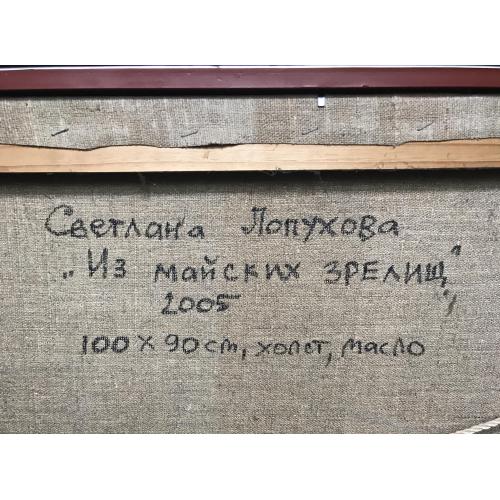 Светлана Лопухова
„Из майских зрелищ"
2005
100 x 90 см, холст, масло